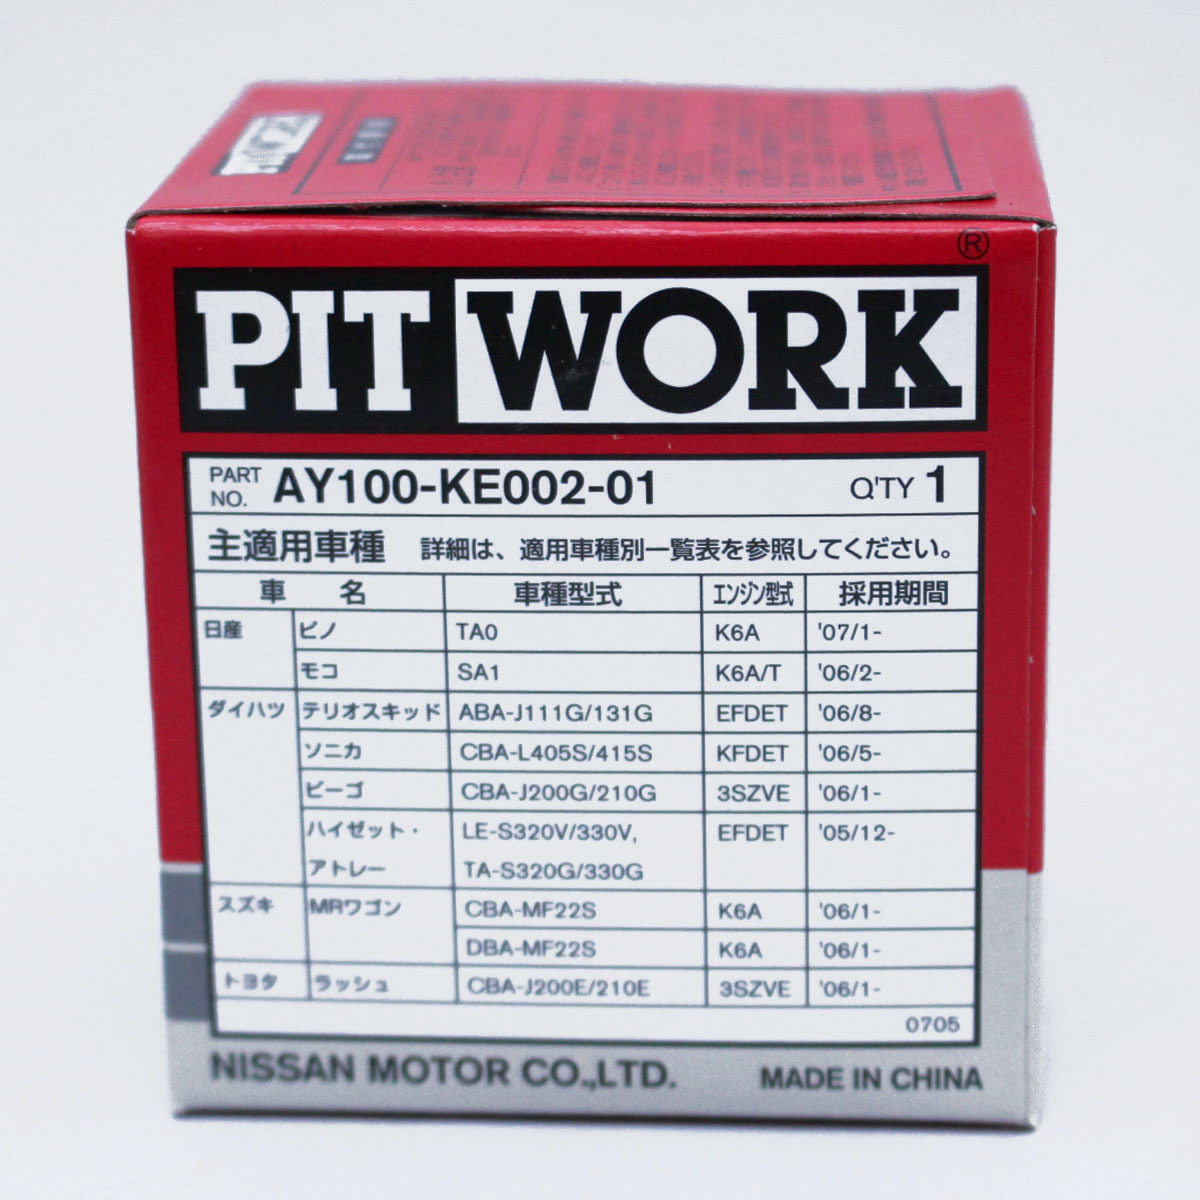 ®
PIT WORK
PART NO. AY100-KE002-01 Q'TY 1
主適用車種 詳細は、適用車種別一覧表を参照してください。
車 名 車種型式 エンジン型式 採用期間
日産 ピノ TA0 K6A '07/1-
モコ SA1 K6A/T '06/2-
ダイハツ テリオスキッド ABA-J111G/131G EFDET '06/8-
ソニカ CBA-L405S/415S KFDET '06/5-
ビーゴ CBA-J200G/210G 3SZVE '06/1-
ハイゼット・ LE-S320V/330V, EFDET '05/12-
アトレー TA-S320G/330G
スズキ MRワゴン CBA-MF22S K6A '06/1-
DBA-MF22S K6A '06/1-
トヨタ ラッシュ CBA-J200E/210E 3SZVE '06/1-
0705
NISSAN MOTOR CO.,LTD. MADE IN CHINA